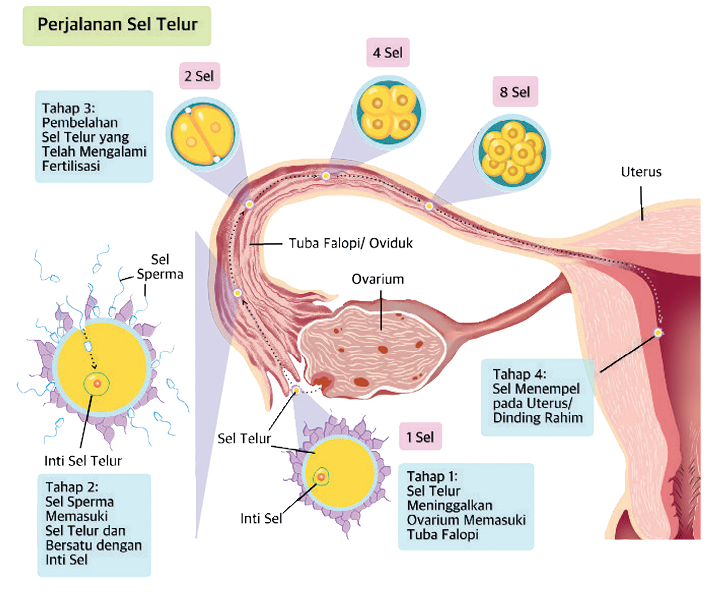 Perjalanan Sel Telur
4 Sel
2 Sel
8 Sel
Tahap 3:
Pembelahan
Sel Telur yang
Telah Mengalami
Fertilisasi
Uterus
Tuba Falopi/ Oviduk
Sel
Sperma
Ovarium
Tahap 4:
Sel Menempel
pada Uterus/
Dinding Rahim
Sel Telur
1 Sel
Inti Sel Telur
Tahap 2:
Sel Sperma
Memasuki
Sel Telur dan
Bersatu dengan
Inti Sel
Inti Sel
Tahap 1:
Sel Telur
Meninggalkan
Ovarium Memasuki
Tuba Falopi